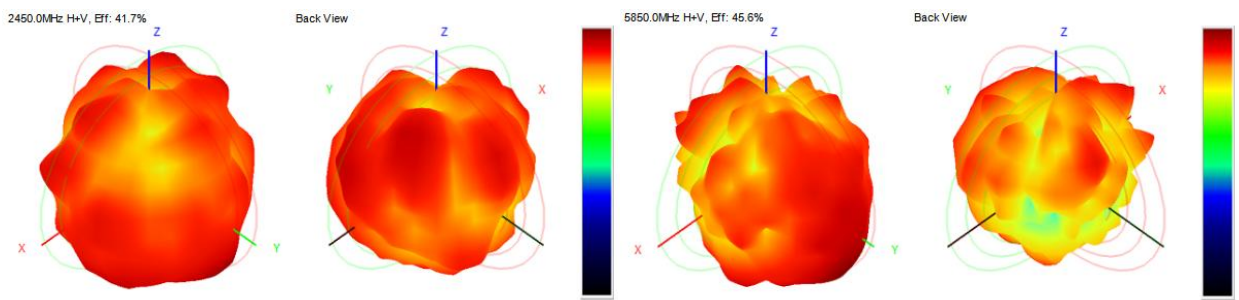 2450.0MHz H+V, Eff: 41.7%
Back View
Z
X
Y
Z
Y
X
5850.0MHz H+V, Eff: 45.6%
Back View
Z
X
Y
Z
Y
X